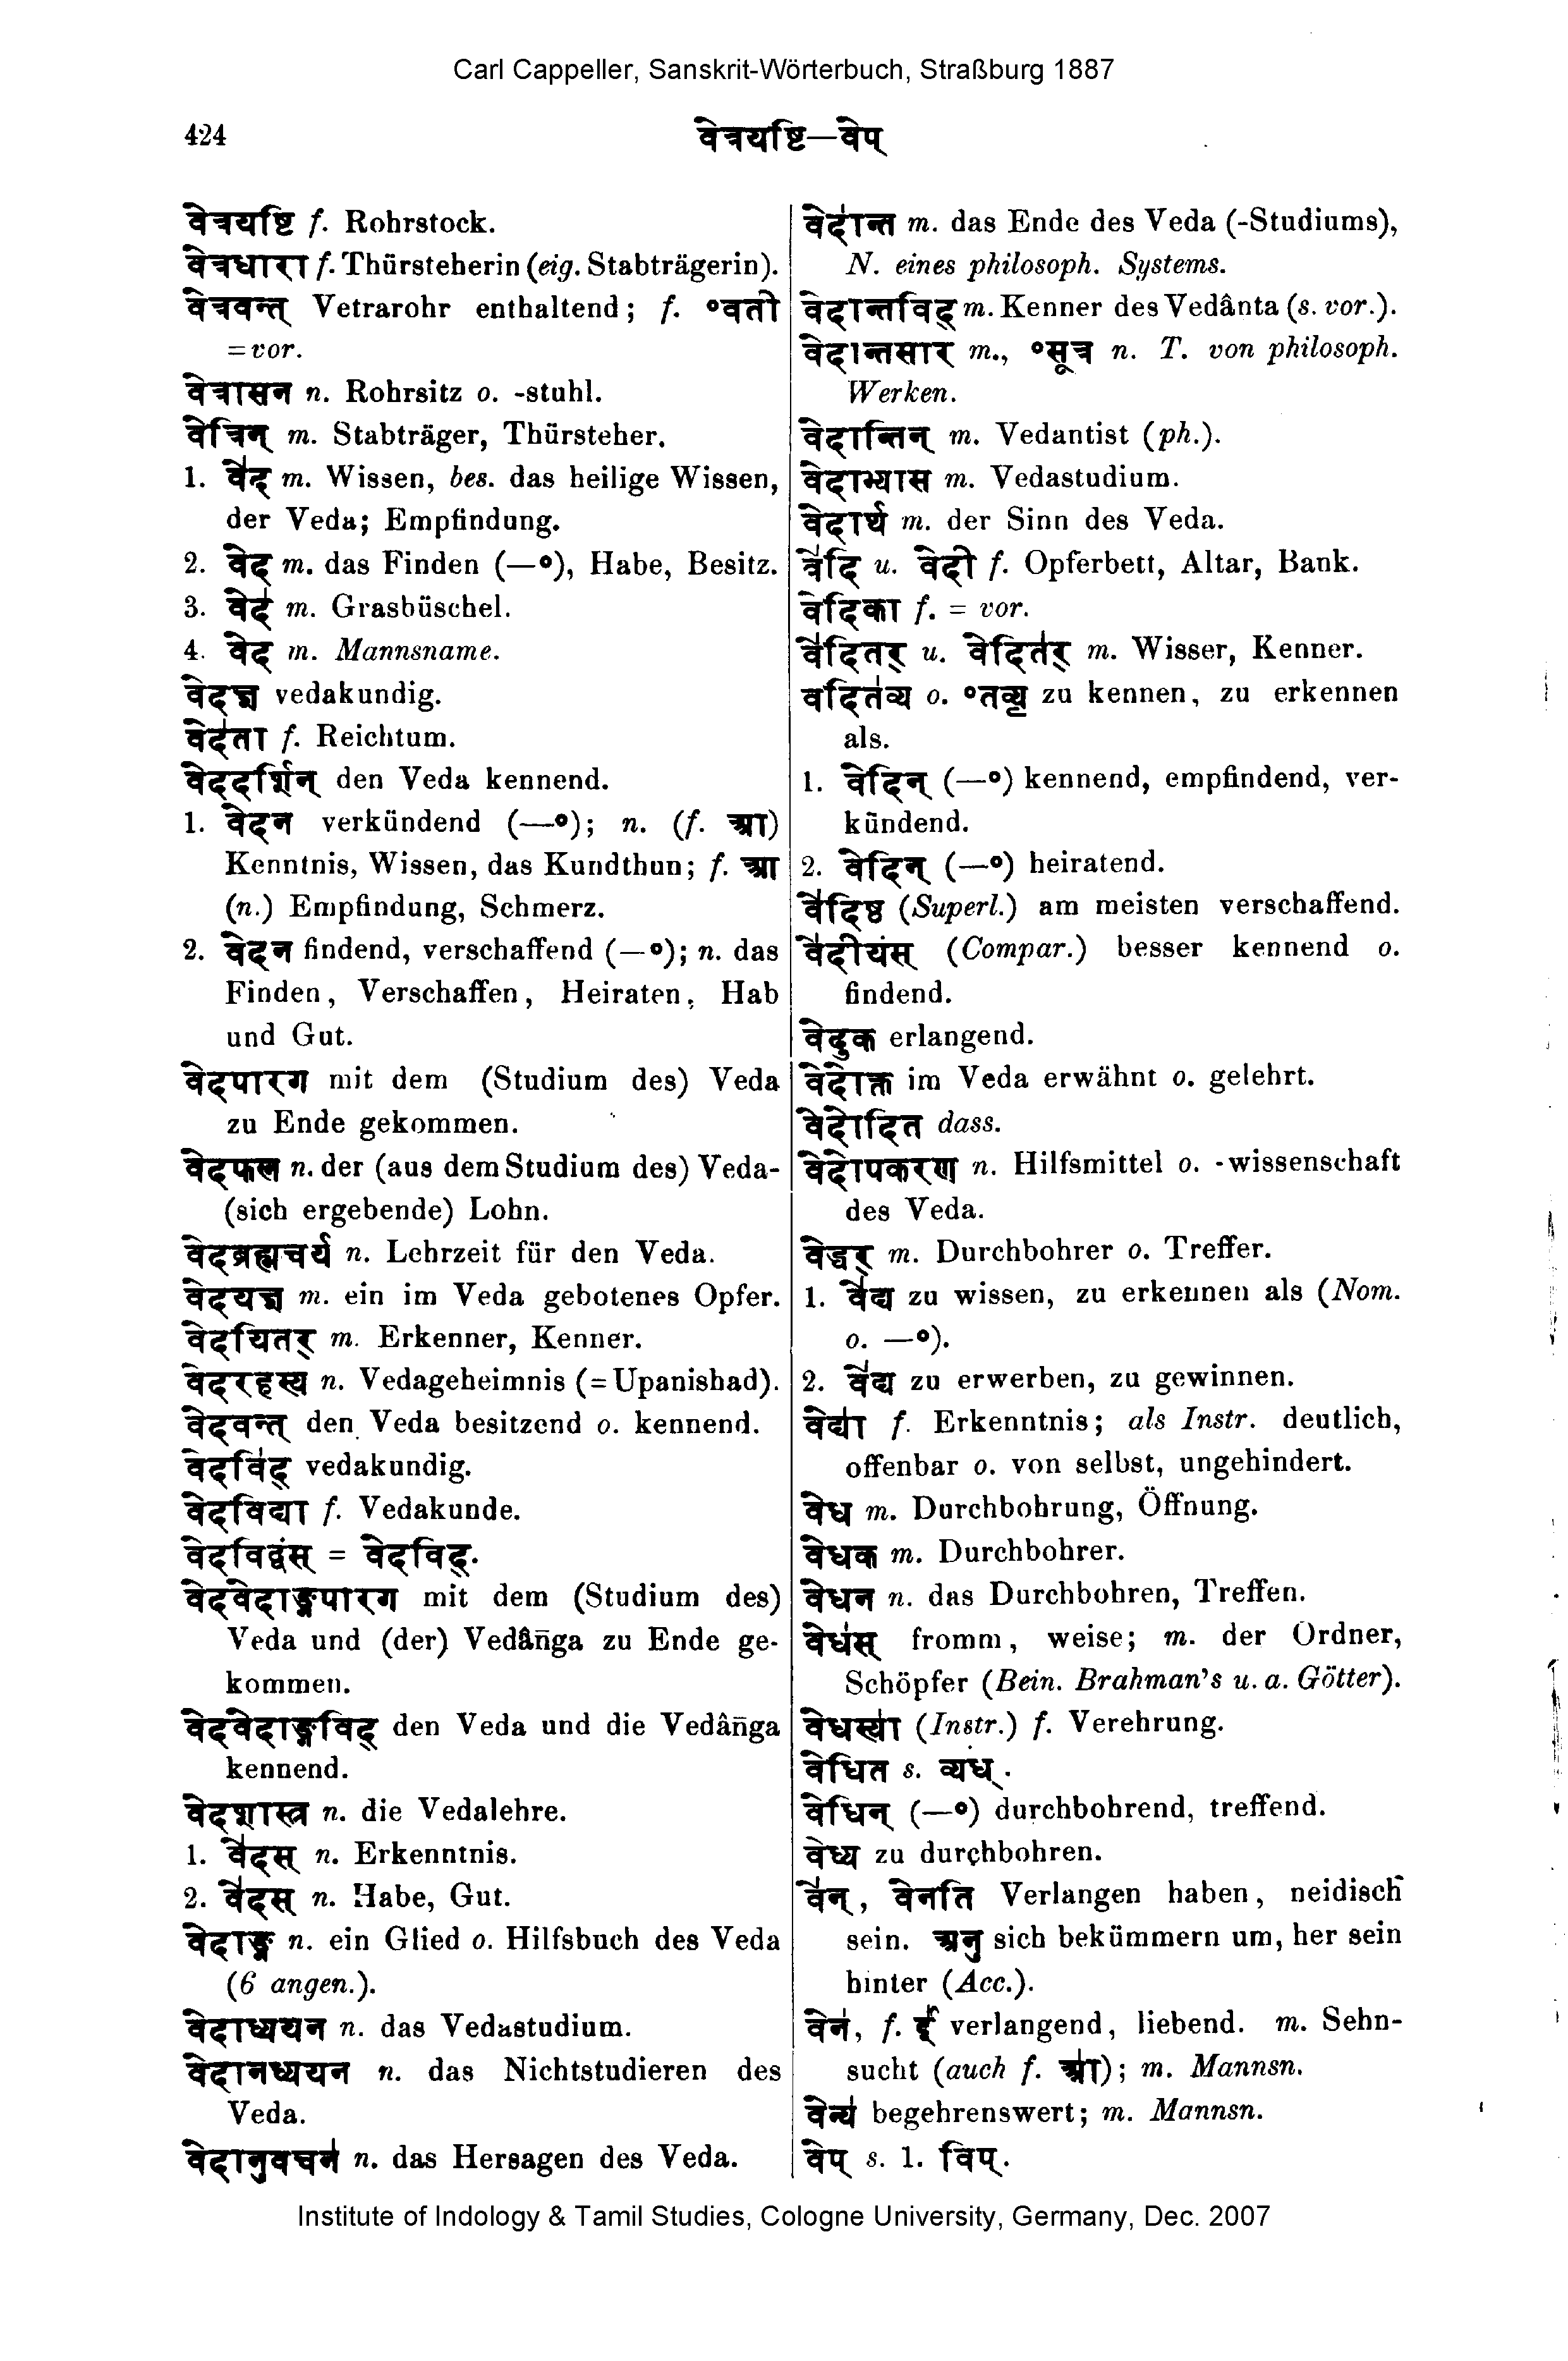 Carl Cappeller, Sanskrit-Wörterbuch, Straßburg 1887
424
वेत्रयष्टि—वेप्
वेत्रयष्टि f. Rohrstock.
वेत्रधारा f. Thürsteherin (eig. Stabträgerin).
वेत्रवन्त् Vetrarohr enthaltend; f. °वती
=vor.
वेत्रासन n. Rohrsitz o. -stuhl.
वेत्रिन् m. Stabträger, Thürsteher.
1. वे॑द m. Wissen, bes. das heilige Wissen,
der Veda; Empfindung.
2. वेद m. das Finden (—°), Habe, Besitz.
3. वेद॑ m. Grasbüschel.
4. वेद m. Mannsname.
वेदज्ञ vedakundig.
वेद॑ता f. Reichtum.
वेददर्शिन् den Veda kennend.
1. वेदन verkündend (—°); n. (f. आ)
Kenntnis, Wissen, das Kundthun; f. आ
(n.) Empfindung, Schmerz.
2. वेदन findend, verschaffend (—°); n. das
Finden, Verschaffen, Heiraten, Hab
und Gut.
वेदपारग mit dem (Studium des) Veda
zu Ende gekommen.
वेदफल n. der (aus dem Studium des) Veda-
(sich ergebende) Lohn.
वेदब्रह्मचर्य n. Lehrzeit für den Veda.
वेदयज्ञ m. ein im Veda gebotenes Opfer.
वेदयितर् m. Erkenner, Kenner.
वेदरहस्य n. Vedageheimnis (=Upanishad).
वेदवन्त् den Veda besitzend o. kennend.
वेदवि॑द् vedakundig.
वेदविद्या f. Vedakunde.
वेदविद्वंस् = वेदविद्.
वेदवेदाङ्गपारग mit dem (Studium des)
Veda und (der) Vedân̄ga zu Ende ge-
kommen.
वेदवेदाङ्गविद् den Veda und die Vedân̄ga
kennend.
वेदशास्त्र n. die Vedalehre.
1. वे॑दस् n. Erkenntnis.
2. वे॑दस् n. Habe, Gut.
वेदाङ्ग n. ein Glied o. Hilfsbuch des Veda
(6 angen.).
वेदाध्ययन n. das Vedastudium.
वेदानध्ययन n. das Nichtstudieren des
Veda.
वेदानुवचन॑ n. das Hersagen des Veda.
वेदा॑न्त m. das Ende des Veda (-Studiums),
N. eines philosoph. Systems.
वेदान्तविद् m. Kenner des Vedânta (s. vor.).
वेदान्तसार m., °सूत्र n. T. von philosoph.
Werken.
वेदान्तिन् m. Vedantist (ph.).
वेदाभ्यास m. Vedastudium.
वेदार्थ m. der Sinn des Veda.
वे॑दि u. वेदी f. Opferbett, Altar, Bank.
वेदिका f. = vor.
वे॑दितर् u. वेदित॑र् m. Wisser, Kenner.
वदित॑व्य o. °तव्य॒ zu kennen, zu erkennen
als.
1. वेदिन् (—°) kennend, empfindend, ver-
kündend.
2. वेदिन् (—°) heiratend.
वे॑दिष्ठ (Superl.) am meisten verschaffend.
वे॑दीयंस् (Compar.) besser kennend o.
findend.
वेदुक erlangend.
वेदोक्त im Veda erwähnt o. gelehrt.
वेदोदित dass.
वेदोपकरण n. Hilfsmittel o. -wissenschaft
des Veda.
वेद्धर् m. Durchbohrer o. Treffer.
1. वे॑द्य zu wissen, zu erkennen als (Nom.
o. —°).
2. वे॑द्य zu erwerben, zu gewinnen.
वेद्या॑ f. Erkenntnis; als Instr. deutlich,
offenbar o. von selbst, ungehindert.
वेध m. Durchbohrung, Öffnung.
वेधक m. Durchbohrer.
वेधन n. das Durchbohren, Treffen.
वेध॑स् fromm, weise; m. der Ordner,
Schöpfer (Bein. Brahman's u. a. Götter).
वेधस्या॑ (Instr.) f. Verehrung.
वेधित s. व्यध्.
वेधिन् (—°) durchbohrend, treffend.
वेध्य zu durchbohren.
वे॑न्, वेनति Verlangen haben, neidisch
sein. अनु sich bekümmern um, her sein
hinter (Acc.).
वेन॑, f. ई॑ verlangend, liebend. m. Sehn-
sucht (auch f. आ॑); m. Mannsn.
वेन्य॑ begehrenswert; m. Mannsn.
वेप् s. 1. विप्.
Institute of Indology & Tamil Studies, Cologne University, Germany, Dec. 2007